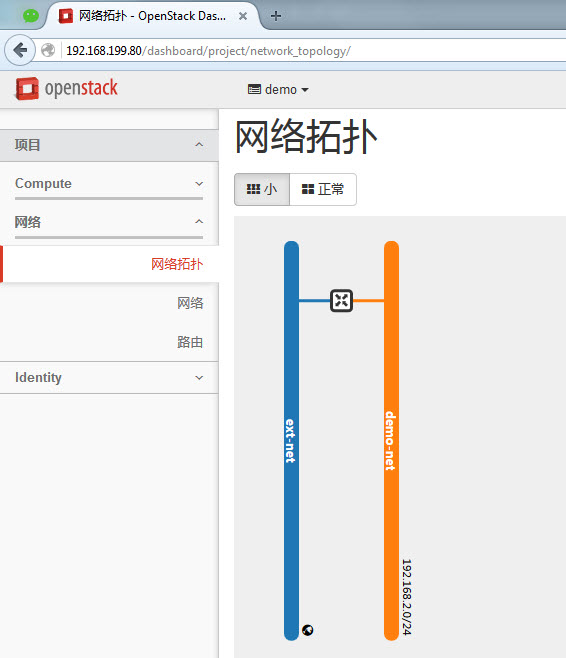 网络拓扑 - OpenStack Das...
192.168.199.80/dashboard/project/network_topology/
openstack
demo
项目
Compute
网络
网络拓扑
网络
路由
Identity
网络拓扑
小 正常
ext-net
demo-net
192.168.2.0/24